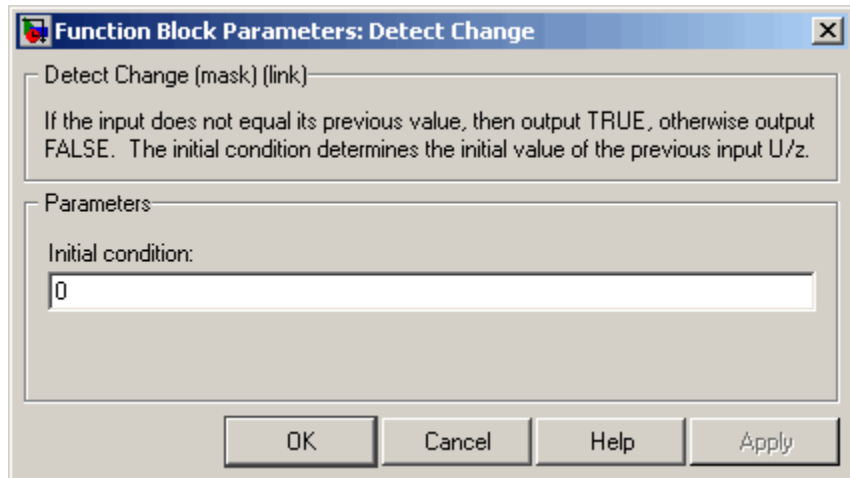 Function Block Parameters: Detect Change
Detect Change (mask) (link)
If the input does not equal its previous value, then output TRUE, otherwise output
FALSE.  The initial condition determines the initial value of the previous input U/z.
Parameters
Initial condition:
0
OK Cancel Help Apply